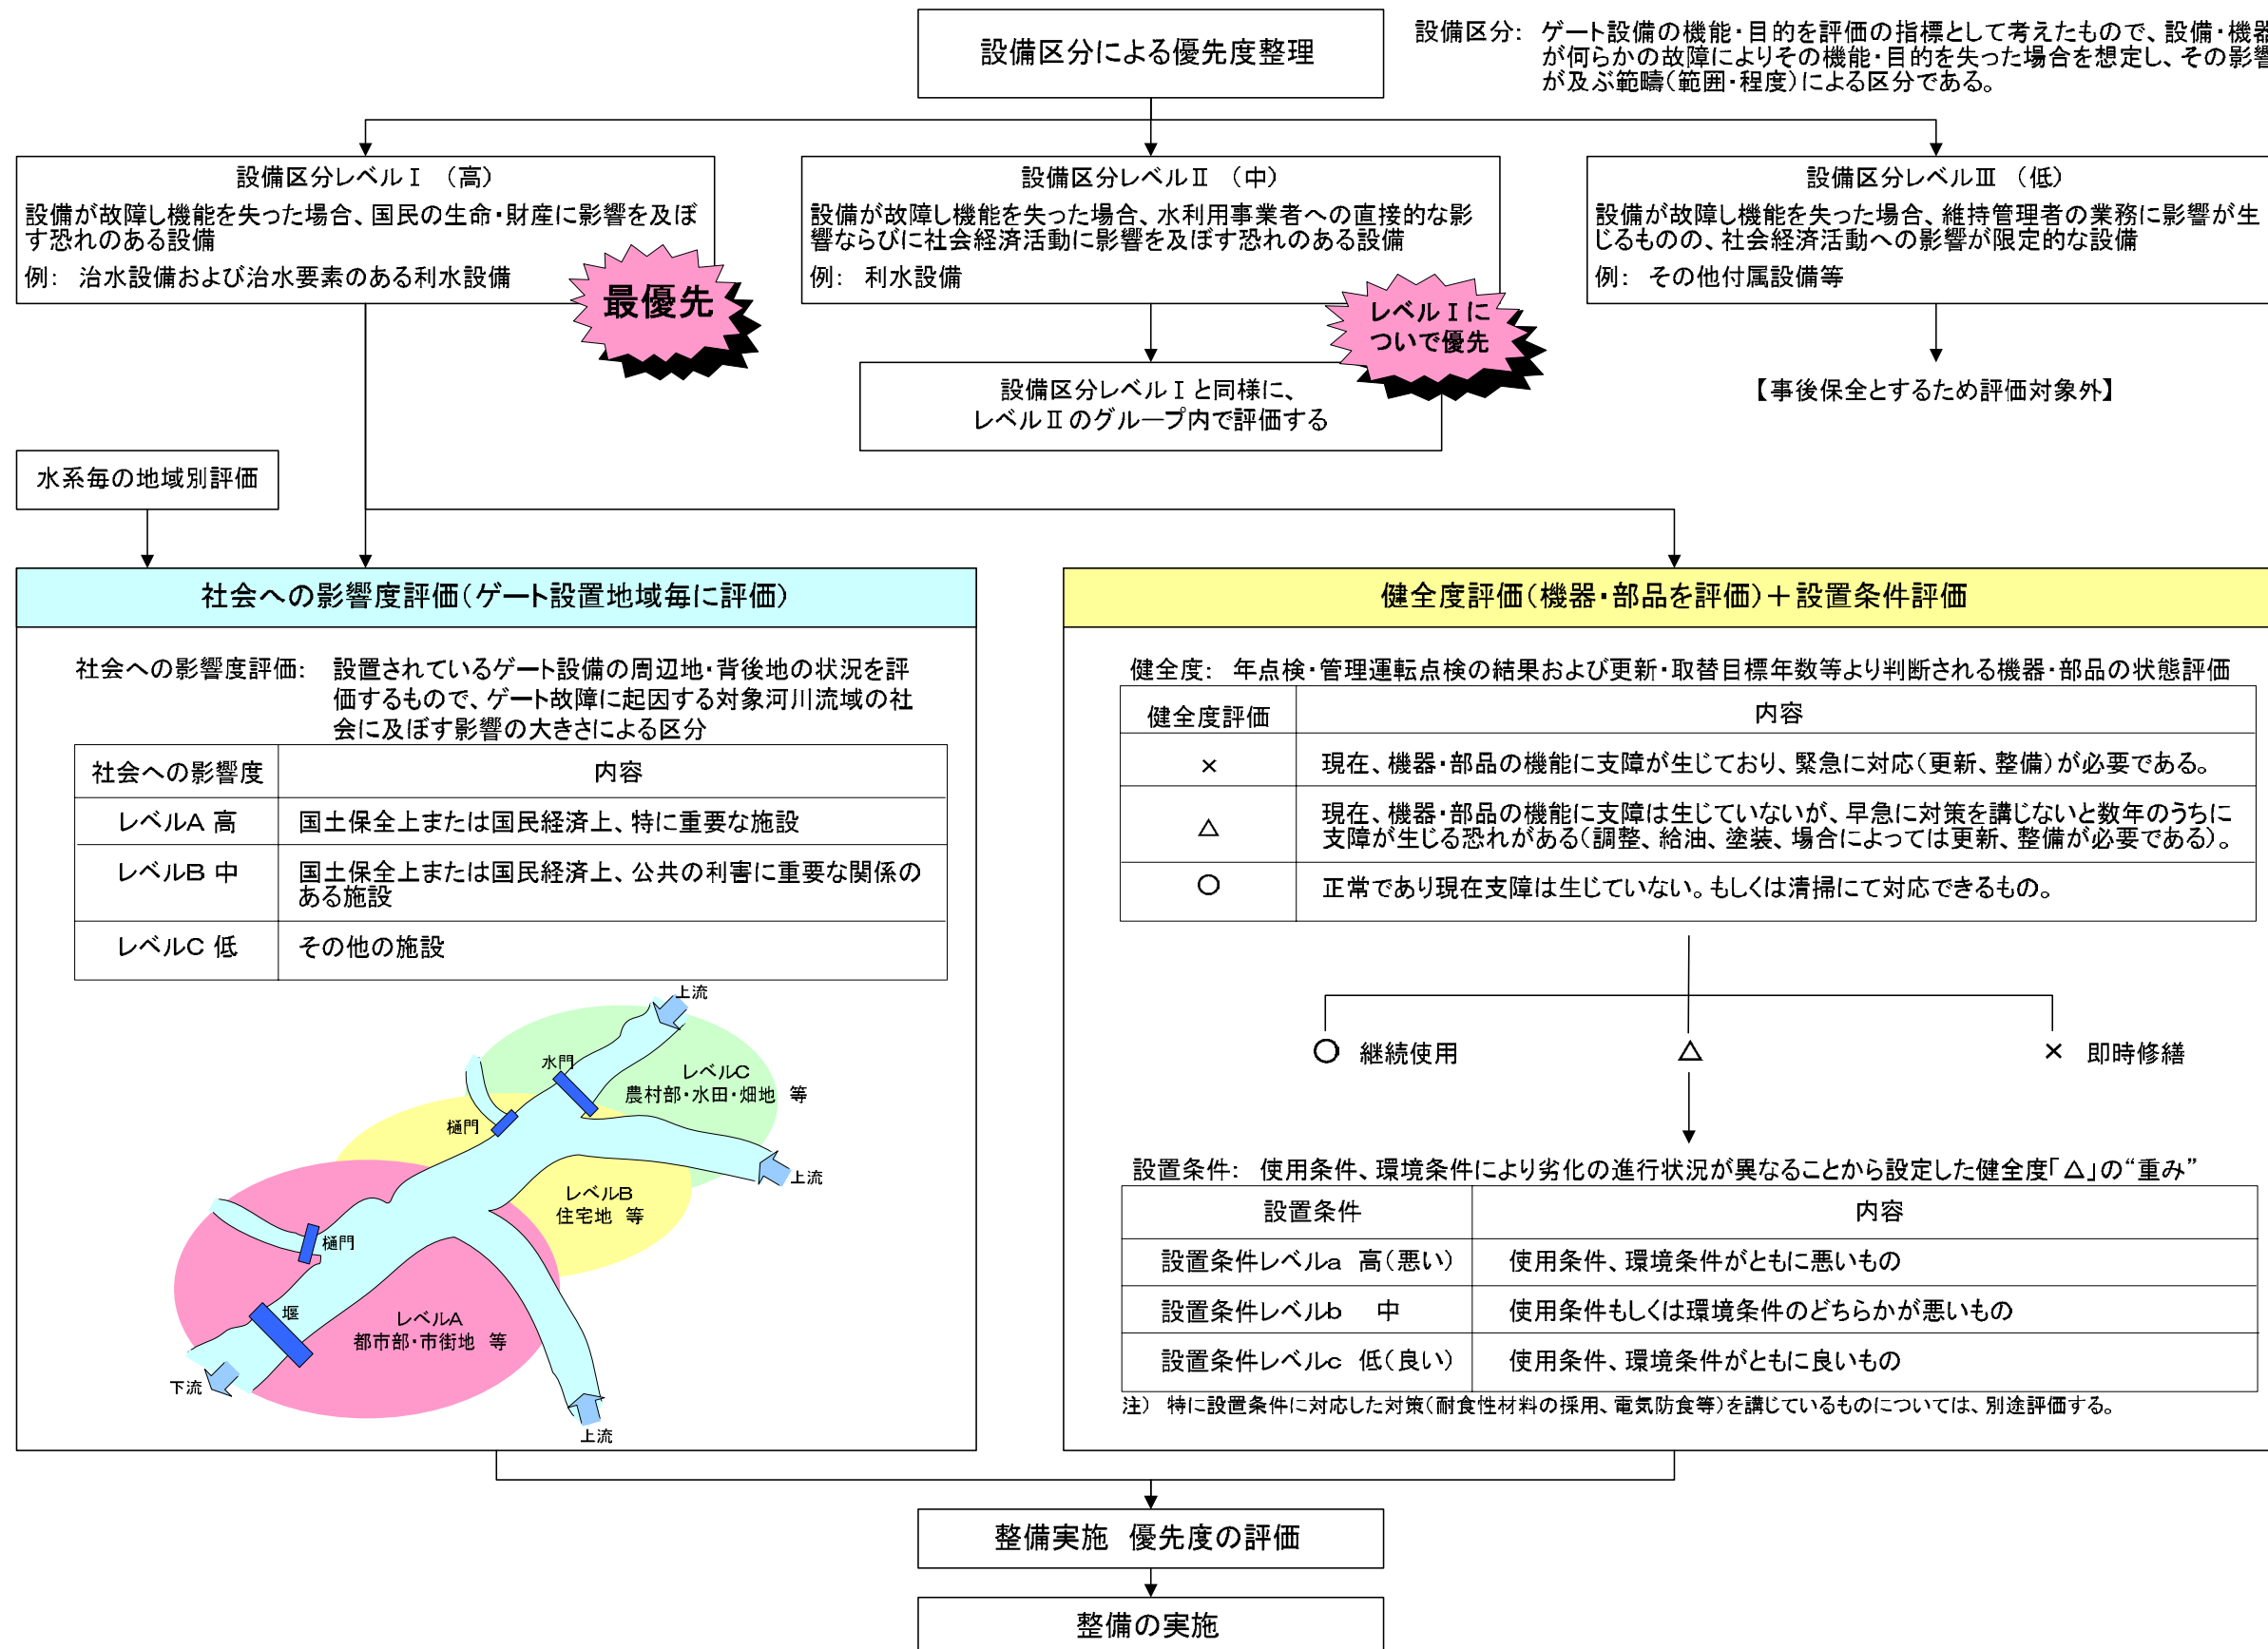 設備区分による優先度整理
設備区分： ゲート設備の機能・目的を評価の指標として考えたもので、設備・機器
が何らかの故障によりその機能・目的を失った場合を想定し、その影響
が及ぶ範疇（範囲・程度）による区分である。
設備区分レベルⅠ （高）
設備が故障し機能を失った場合、国民の生命・財産に影響を及ぼ
す恐れのある設備
例： 治水設備および治水要素のある利水設備
最優先
設備区分レベルⅡ （中）
設備が故障し機能を失った場合、水利用事業者への直接的な影
響ならびに社会経済活動に影響を及ぼす恐れのある設備
例： 利水設備
レベルⅠに
ついで優先
設備区分レベルⅢ （低）
設備が故障し機能を失った場合、維持管理者の業務に影響が生
じるものの、社会経済活動への影響が限定的な設備
例： その他付属設備等
設備区分レベルⅠと同様に、
レベルⅡのグループ内で評価する
【事後保全とするため評価対象外】
水系毎の地域別評価
社会への影響度評価（ゲート設置地域毎に評価）
社会への影響度評価： 設置されているゲート設備の周辺地・背後地の状況を評
価するもので、ゲート故障に起因する対象河川流域の社
会に及ぼす影響の大きさによる区分
社会への影響度 内容
レベルA 高 国土保全上または国民経済上、特に重要な施設
レベルB 中 国土保全上または国民経済上、公共の利害に重要な関係の
ある施設
レベルC 低 その他の施設
上流
水門
レベルC
農村部・水田・畑地 等
樋門
上流
レベルB
住宅地 等
樋門
堰
レベルA
都市部・市街地 等
下流
上流
健全度評価（機器・部品を評価）＋設置条件評価
健全度： 年点検・管理運転点検の結果および更新・取替目標年数等より判断される機器・部品の状態評価
健全度評価 内容
× 現在、機器・部品の機能に支障が生じており、緊急に対応（更新、整備）が必要である。
△ 現在、機器・部品の機能に支障は生じていないが、早急に対策を講じないと数年のうちに
支障が生じる恐れがある（調整、給油、塗装、場合によっては更新、整備が必要である）。
○ 正常であり現在支障は生じていない。もしくは清掃にて対応できるもの。
○ 継続使用 △ × 即時修繕
設置条件： 使用条件、環境条件により劣化の進行状況が異なることから設定した健全度「△」の“重み”
設置条件 内容
設置条件レベルa 高（悪い） 使用条件、環境条件がともに悪いもの
設置条件レベルb 中 使用条件もしくは環境条件のどちらかが悪いもの
設置条件レベルc 低（良い） 使用条件、環境条件がともに良いもの
注） 特に設置条件に対応した対策（耐食性材料の採用、電気防食等）を講じているものについては、別途評価する。
整備実施 優先度の評価
整備の実施